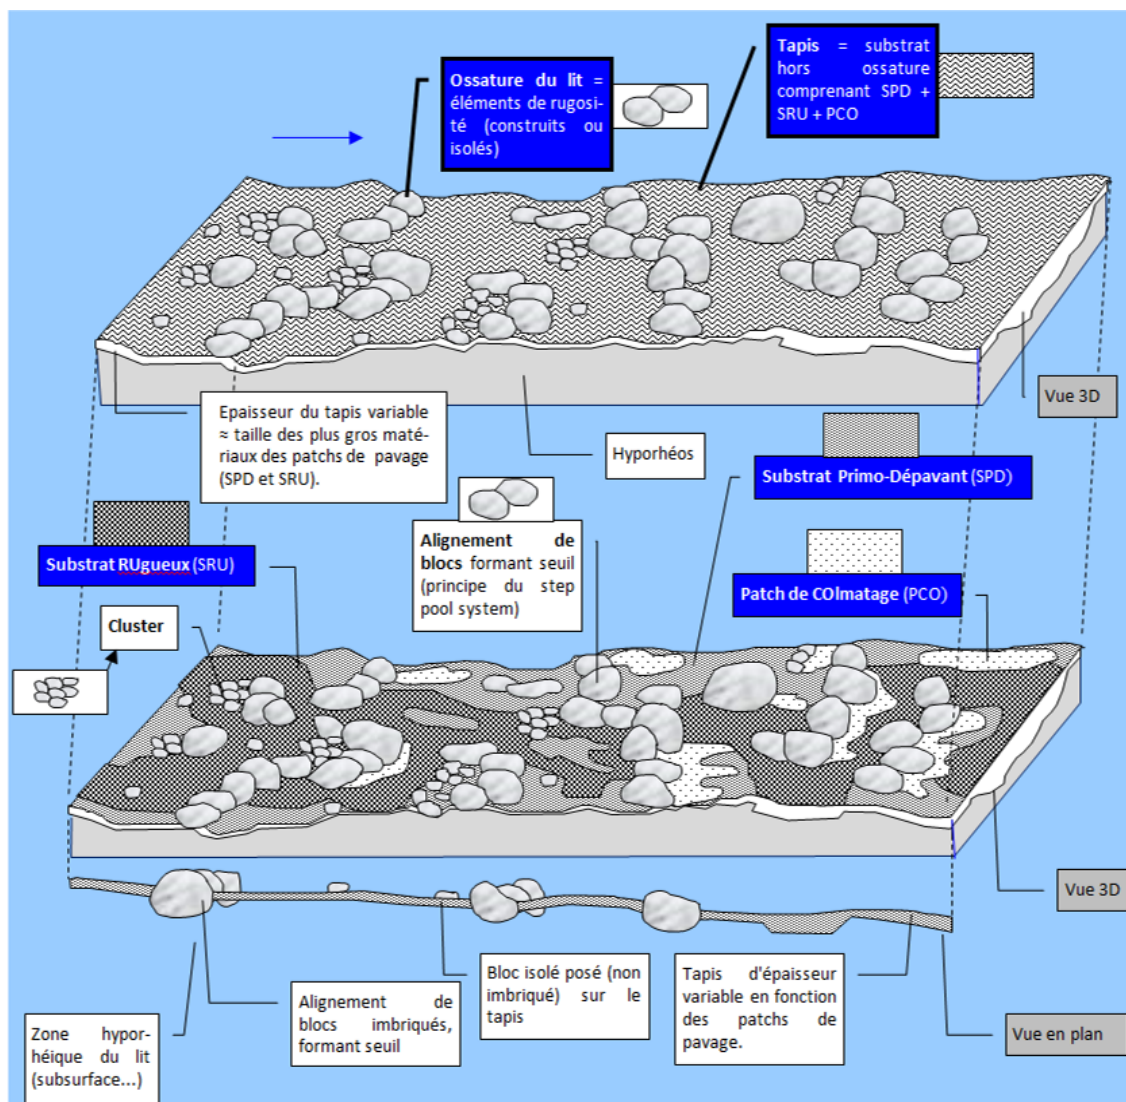 Tapis = substrat
hors ossature
comprenant SPD +
SRU + PCO
Ossature du lit =
éléments de rugosi-
té (construits ou
isolés)
Vue 3D
Epaisseur du tapis variable
≈ taille des plus gros maté-
riaux des patchs de pavage
(SPD et SRU).
Hyporhéos
Substrat Primo-Dépavant (SPD)
Alignement de
blocs formant seuil
(principe du step
pool system)
Substrat RUgueux (SRU)
Patch de COlmatage (PCO)
Cluster
Vue 3D
Bloc isolé posé (non
imbriqué) sur le
tapis
Tapis d'épaisseur
variable en fonction
des patchs de
pavage.
Alignement de
blocs imbriqués,
formant seuil
Zone hypor-
héique du lit
(subsurface...)
Vue en plan